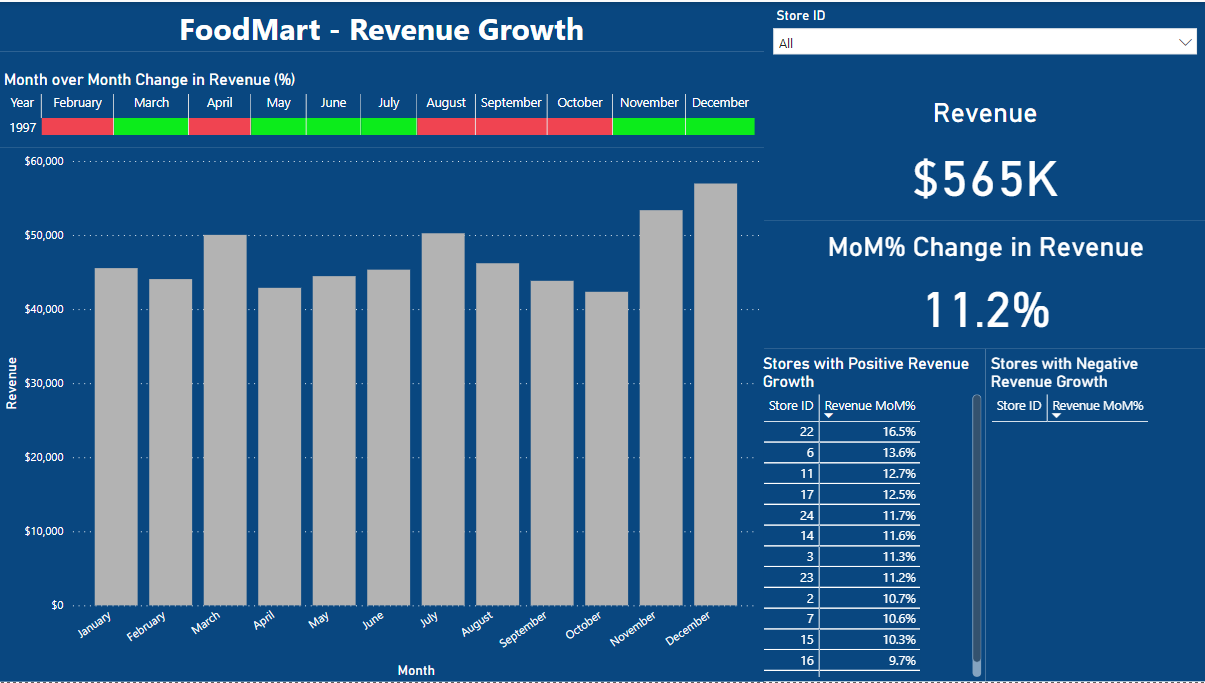 FoodMart - Revenue Growth
Store ID
All
Month over Month Change in Revenue (%)
Year February March April May June July August September October November December
1997
Revenue
$565K
MoM% Change in Revenue
11.2%
$60,000
$50,000
$40,000
$30,000
$20,000
$10,000
$0
Revenue
January February March April May June July August September October November December
Month
Stores with Positive Revenue
Growth
Store ID Revenue MoM%
22 16.5%
6 13.6%
11 12.7%
17 12.5%
24 11.7%
14 11.6%
3 11.3%
23 11.2%
2 10.7%
7 10.6%
15 10.3%
16 9.7%
Stores with Negative
Revenue Growth
Store ID Revenue MoM%